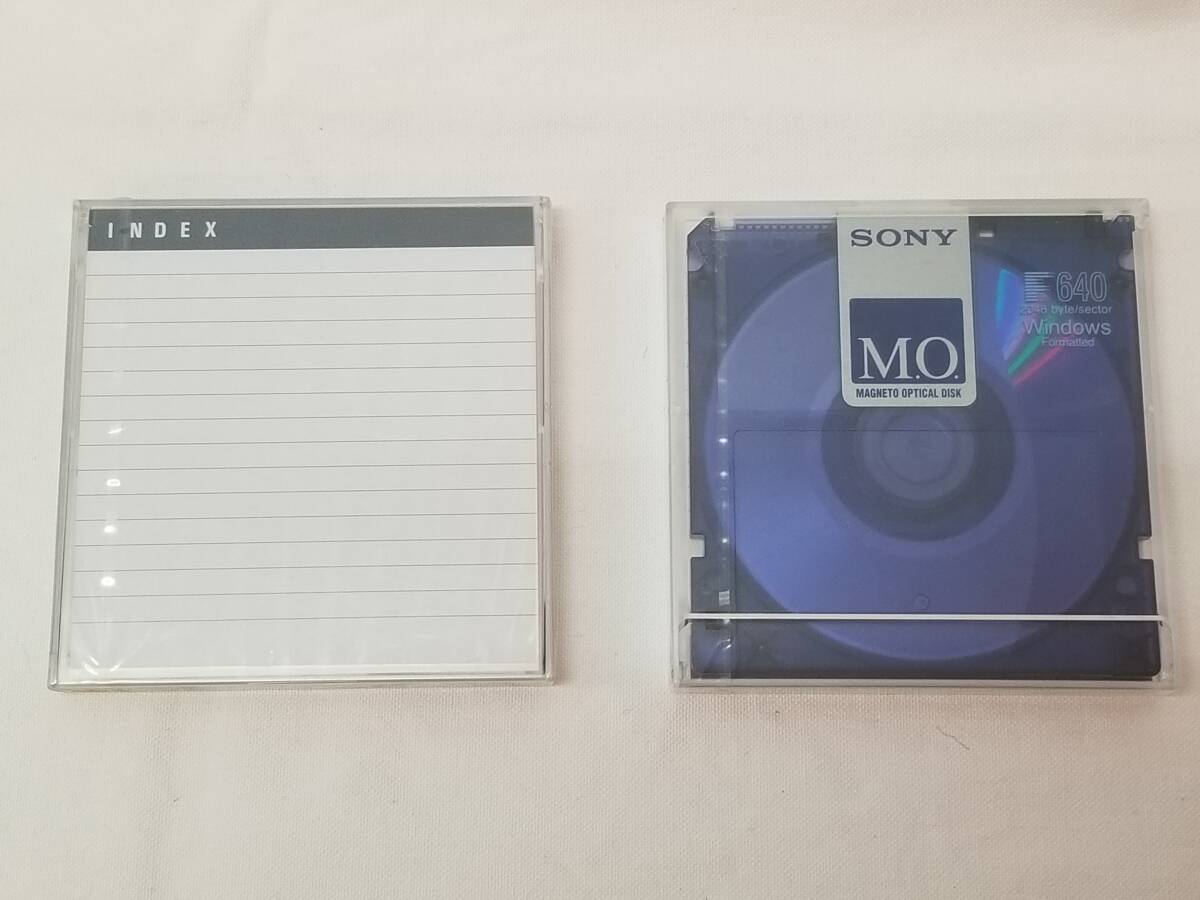 INDEX
SONY
M.O.
MAGNETO OPTICAL DISK
640
2048 byte/sector
Windows
Formatted